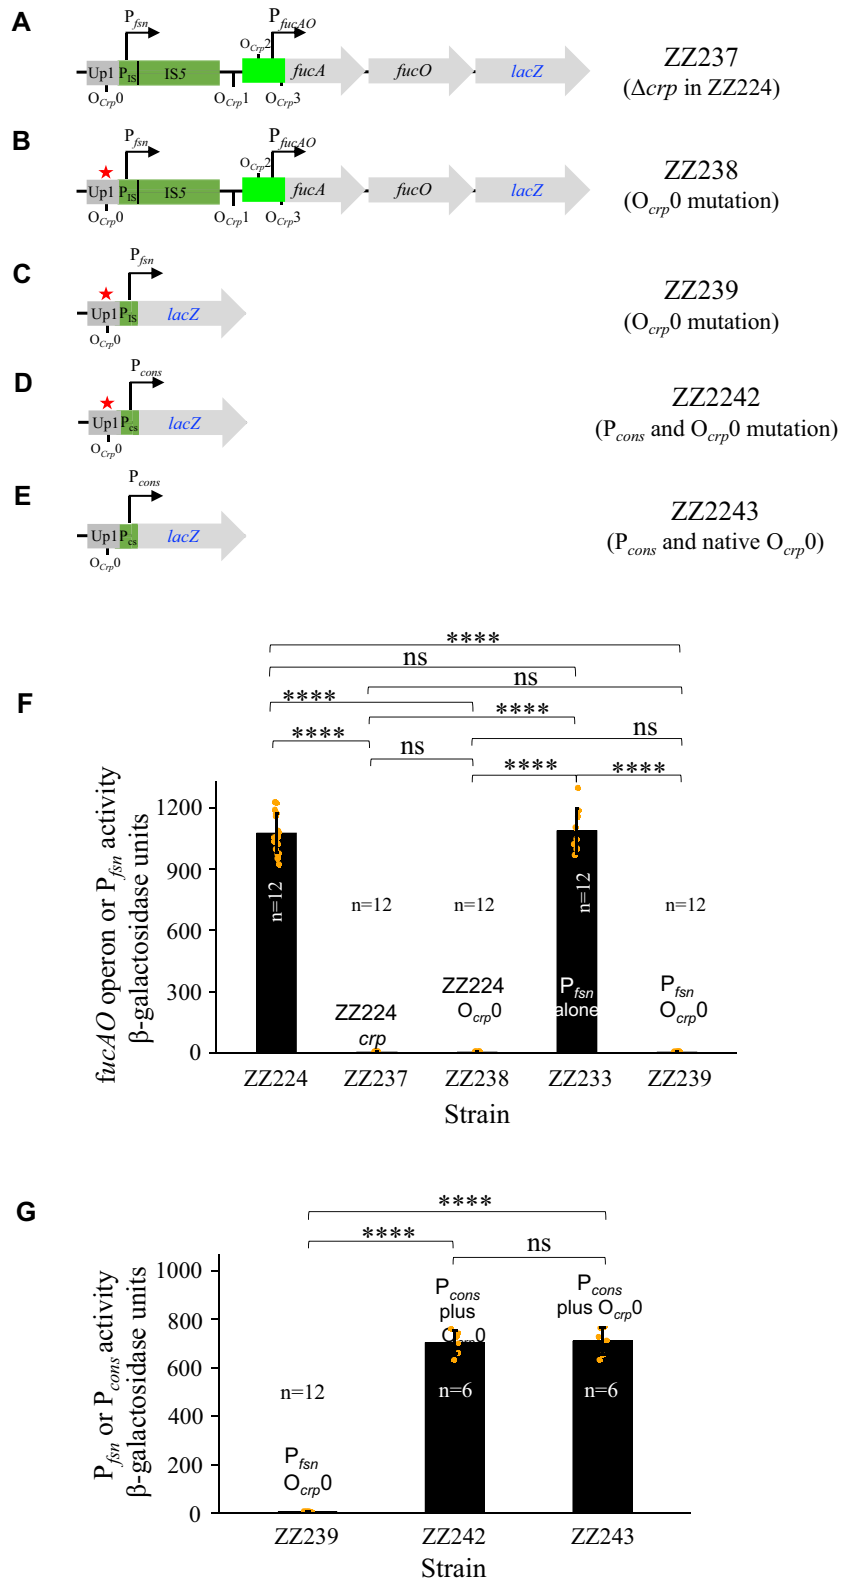 A
P_fsn
P_fucAO
O_Crp2
Up1 P_IS IS5 fucA fucO lacZ
O_Crp0 O_Crp1 O_Crp3
ZZ237
(Δcrp in ZZ224)
B
P_fsn
P_fucAO
O_Crp2
Up1 P_IS IS5 fucA fucO lacZ
O_Crp0 O_Crp1 O_Crp3
ZZ238
(O_crp0 mutation)
C
P_fsn
Up1 P_IS lacZ
O_Crp0
ZZ239
(O_crp0 mutation)
D
P_cons
Up1 P_cs lacZ
O_Crp0
ZZ2242
(P_cons and O_crp0 mutation)
E
P_cons
Up1 P_cs lacZ
O_Crp0
ZZ2243
(P_cons and native O_crp0)
F
****
ns
ns
****
****
ns
****
ns
****
****
fucAO operon or P_fsn activity
β-galactosidase units
1200
900
600
300
0
n=12
n=12
n=12
n=12
n=12
ZZ224
crp
ZZ224
O_crp0
P_fsn
alone
P_fsn
O_crp0
ZZ224 ZZ237 ZZ238 ZZ233 ZZ239
Strain
G
****
****
ns
P_fsn or P_cons activity
β-galactosidase units
1000
800
600
400
200
0
P_cons
plus
O_crp0
P_cons
plus O_crp0
n=12
n=6
n=6
P_fsn
O_crp0
ZZ239 ZZ242 ZZ243
Strain